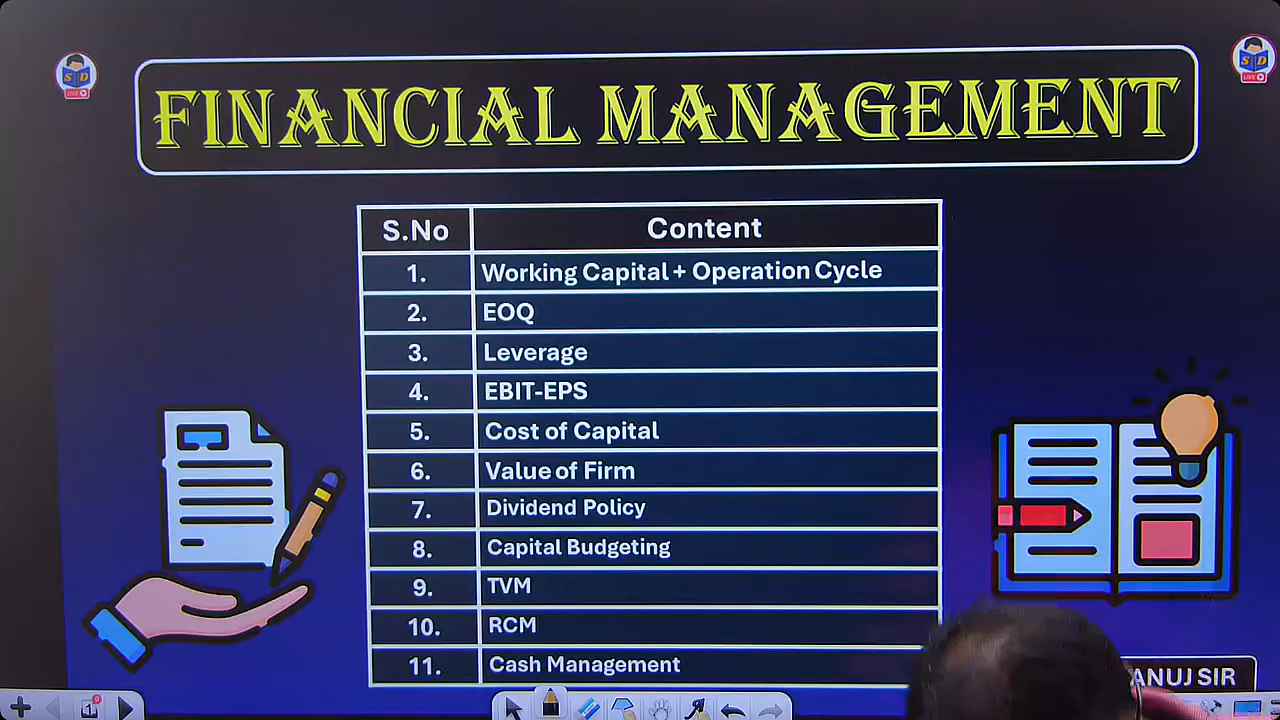 S D
LIVE
S D
LIVE
FINANCIAL MANAGEMENT
S.No Content
1. Working Capital + Operation Cycle
2. EOQ
3. Leverage
4. EBIT-EPS
5. Cost of Capital
6. Value of Firm
7. Dividend Policy
8. Capital Budgeting
9. TVM
10. RCM
11. Cash Management
ANUJ SIR